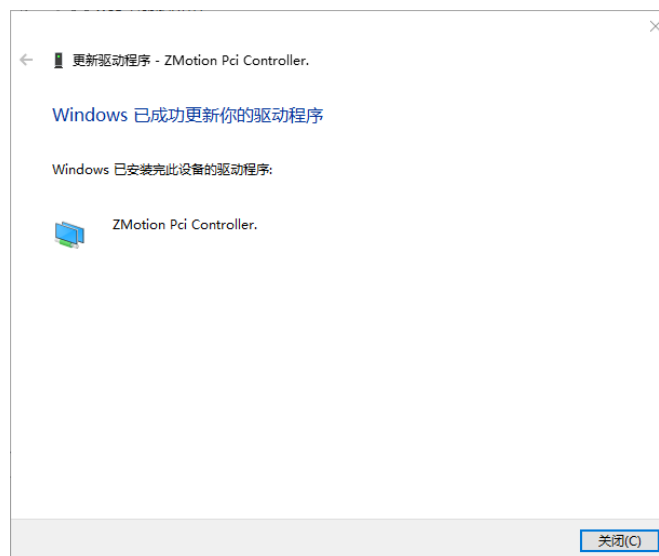 更新驱动程序 - ZMotion Pci Controller.
Windows 已成功更新你的驱动程序
Windows 已安装完此设备的驱动程序:
ZMotion Pci Controller.
关闭(C)